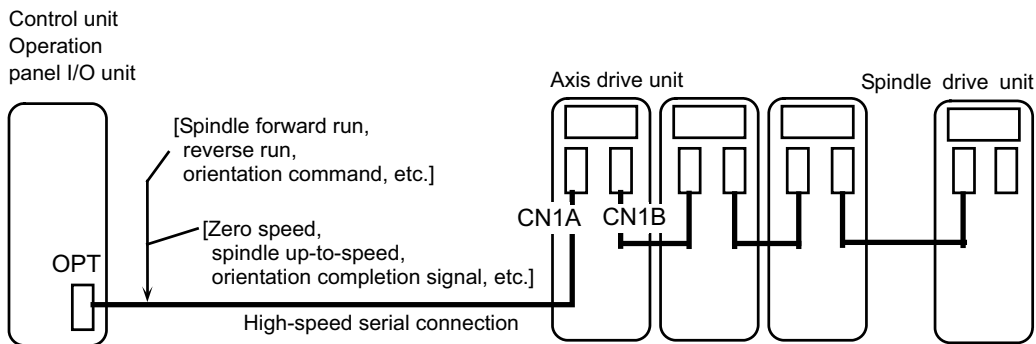 Control unit
Operation
panel I/O unit
Axis drive unit
Spindle drive unit
[Spindle forward run,
reverse run,
orientation command, etc.]
CN1A CN1B
[Zero speed,
spindle up-to-speed,
orientation completion signal, etc.]
OPT
High-speed serial connection